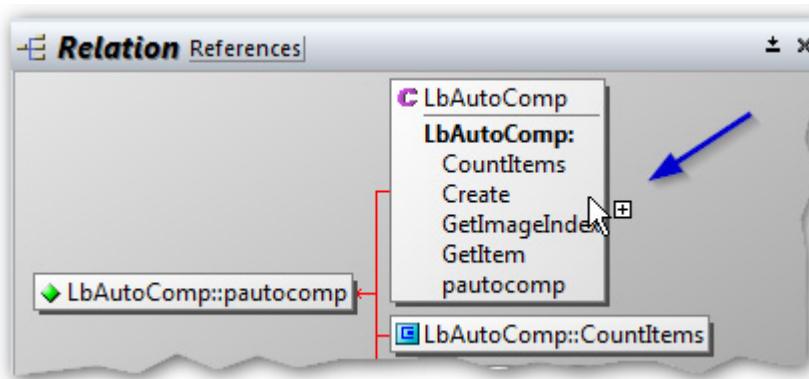 Relation References
LbAutoComp
LbAutoComp:
CountItems
Create
GetImageIndex
GetItem
pautocomp
LbAutoComp::pautocomp
LbAutoComp::CountItems